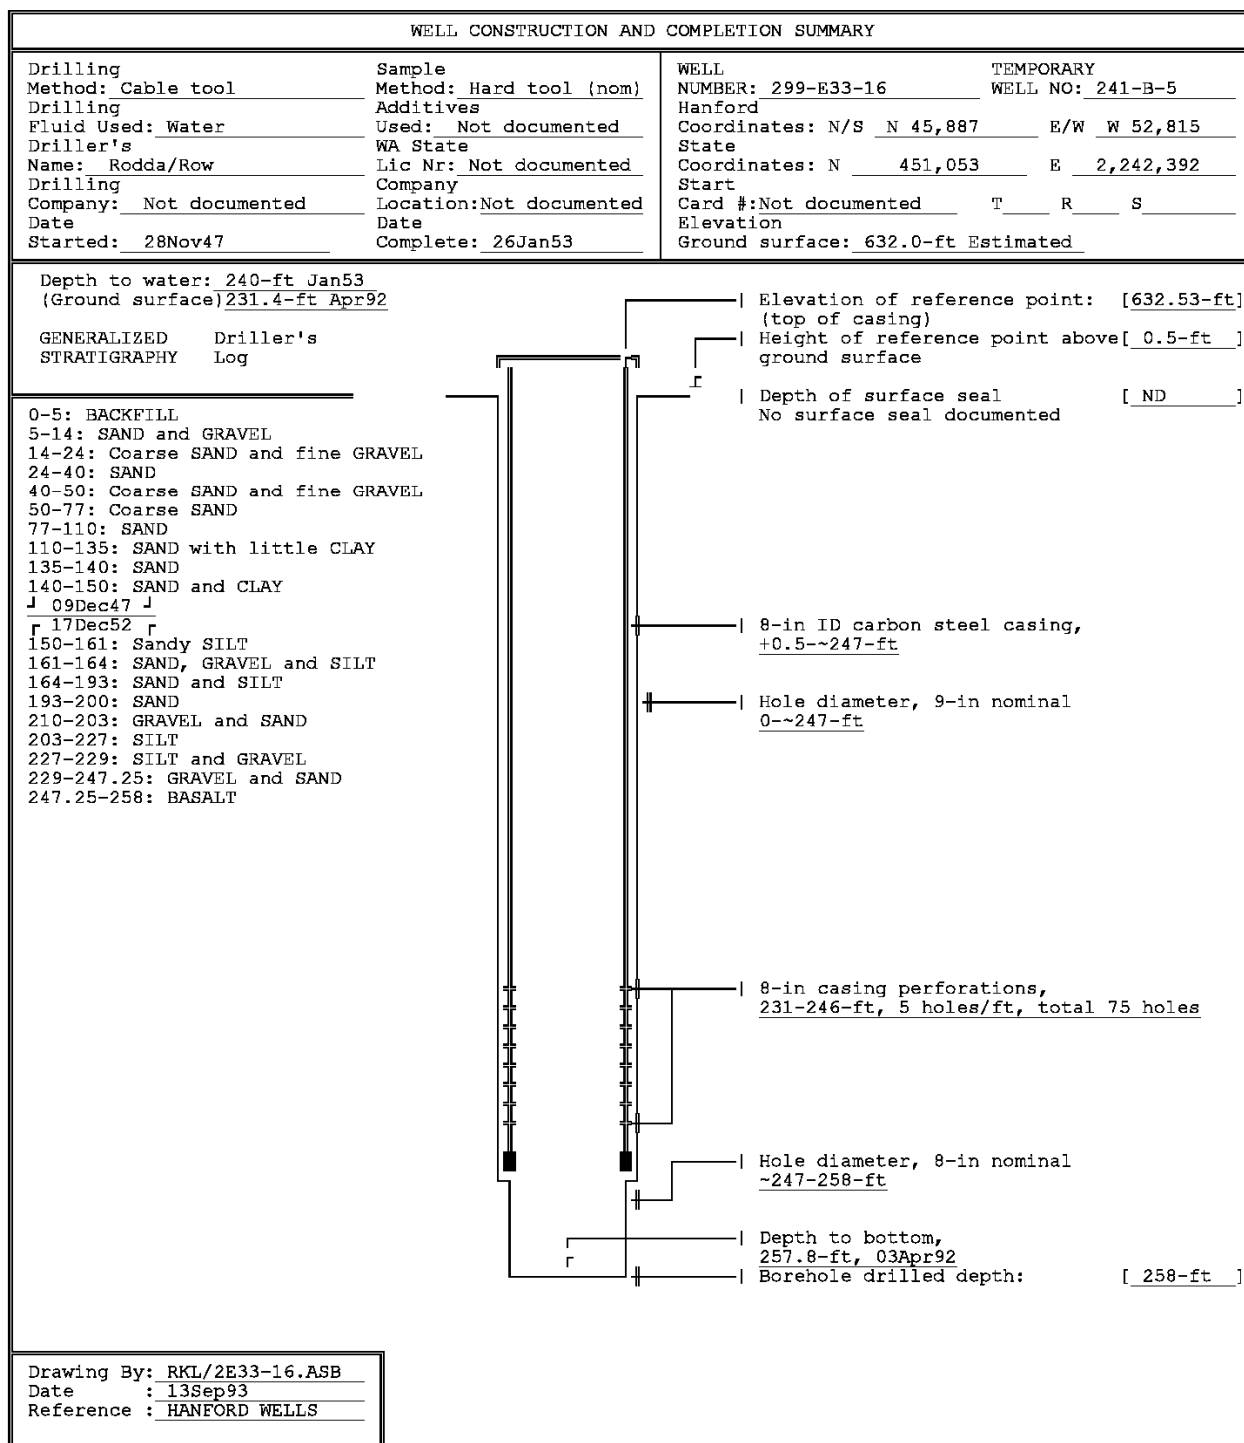 WELL CONSTRUCTION AND COMPLETION SUMMARY
Drilling Sample
Method: Cable tool Method: Hard tool (nom)
Drilling Additives
Fluid Used: Water Used: Not documented
Driller's WA State
Name: Rodda/Row Lic Nr: Not documented
Drilling Company
Company: Not documented Location:Not documented
Date Date
Started: 28Nov47 Complete: 26Jan53
WELL TEMPORARY
NUMBER: 299-E33-16 WELL NO: 241-B-5
Hanford
Coordinates: N/S N 45,887 E/W W 52,815
State
Coordinates: N 451,053 E 2,242,392
Start
Card #:Not documented T R S
Elevation
Ground surface: 632.0-ft Estimated
Depth to water: 240-ft Jan53
(Ground surface)231.4-ft Apr92
GENERALIZED Driller's
STRATIGRAPHY Log
0-5: BACKFILL
5-14: SAND and GRAVEL
14-24: Coarse SAND and fine GRAVEL
24-40: SAND
40-50: Coarse SAND and fine GRAVEL
50-77: Coarse SAND
77-110: SAND
110-135: SAND with little CLAY
135-140: SAND
140-150: SAND and CLAY
09Dec47
17Dec52
150-161: Sandy SILT
161-164: SAND, GRAVEL and SILT
164-193: SAND and SILT
193-200: SAND
210-203: GRAVEL and SAND
203-227: SILT
227-229: SILT and GRAVEL
229-247.25: GRAVEL and SAND
247.25-258: BASALT
Elevation of reference point: [632.53-ft]
(top of casing)
Height of reference point above[ 0.5-ft ]
ground surface
Depth of surface seal [ ND ]
No surface seal documented
8-in ID carbon steel casing,
+0.5-~247-ft
Hole diameter, 9-in nominal
0-~247-ft
8-in casing perforations,
231-246-ft, 5 holes/ft, total 75 holes
Hole diameter, 8-in nominal
~247-258-ft
Depth to bottom,
257.8-ft, 03Apr92
Borehole drilled depth: [ 258-ft ]
Drawing By: RKL/2E33-16.ASB
Date : 13Sep93
Reference : HANFORD WELLS